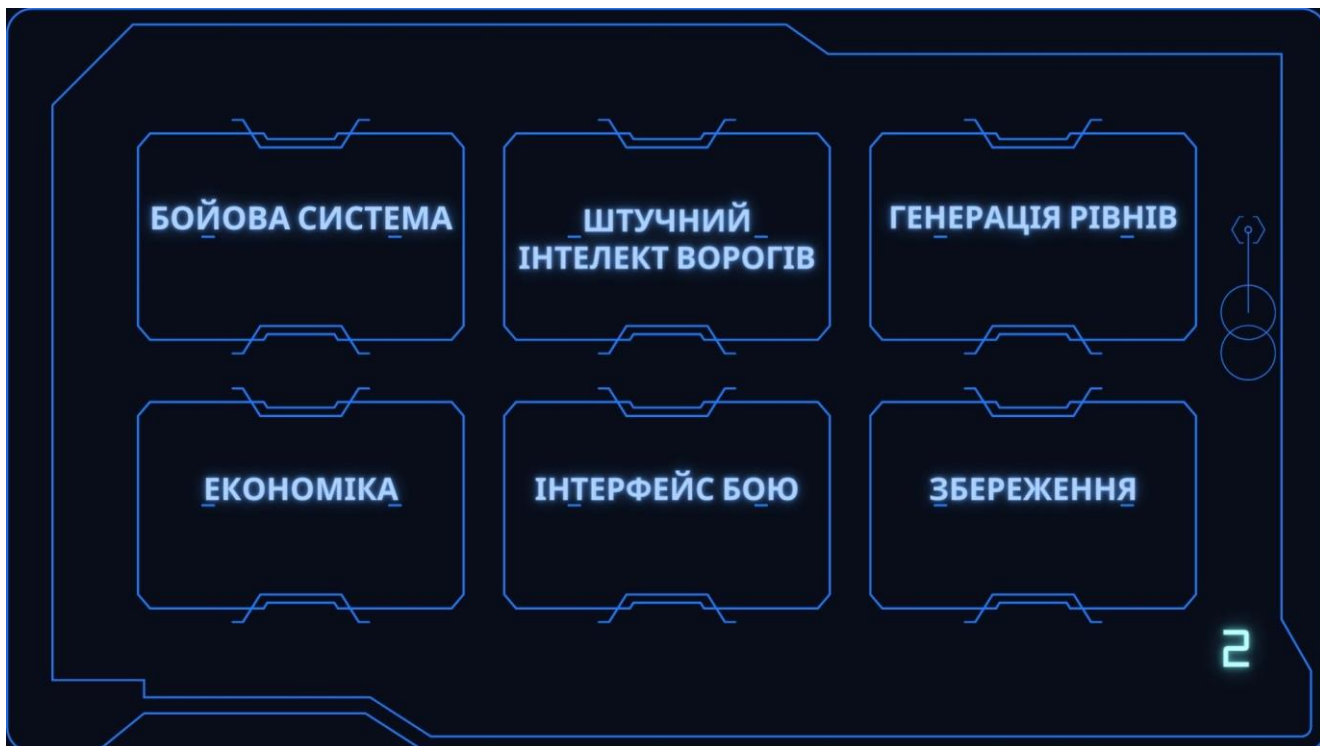 БОЙОВА СИСТЕМА
ШТУЧНИЙ
ІНТЕЛЕКТ ВОРОГІВ
ГЕНЕРАЦІЯ РІВНІВ
ЕКОНОМІКА
ІНТЕРФЕЙС БОЮ
ЗБЕРЕЖЕННЯ
2